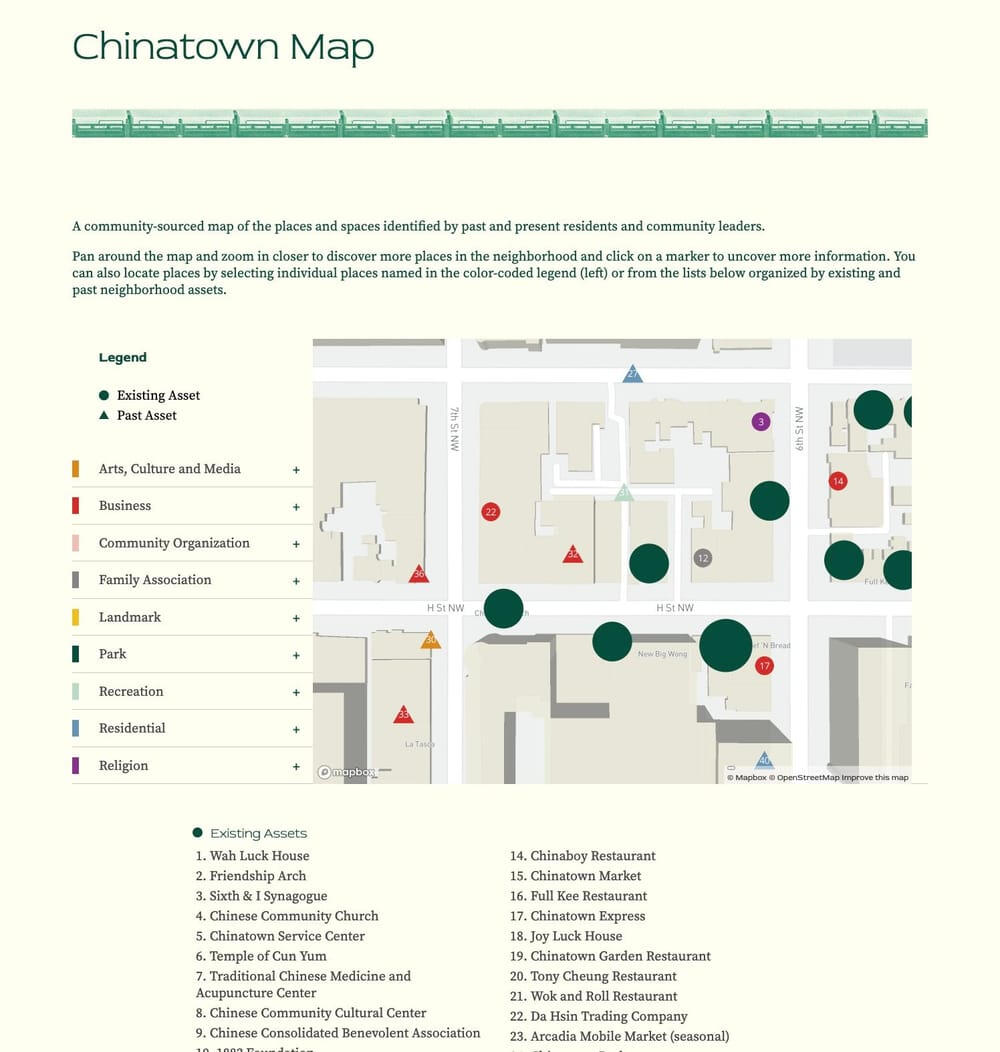 Chinatown Map
A community-sourced map of the places and spaces identified by past and present residents and community leaders.
Pan around the map and zoom in closer to discover more places in the neighborhood and click on a marker to uncover more information. You
can also locate places by selecting individual places named in the color-coded legend (left) or from the lists below organized by existing and
past neighborhood assets.
Legend
Existing Asset
Past Asset
Arts, Culture and Media +
Business +
Community Organization +
Family Association +
Landmark +
Park +
Recreation +
Residential +
Religion +
27
7th St NW
3
6th St NW
14
31
22
32
12
36
Full K
H St NW
H St NW
30
New Big Wong
ef 'N Bread
17
33
La Tasca
40
mapbox
© Mapbox © OpenStreetMap Improve this map
Existing Assets
1. Wah Luck House
2. Friendship Arch
3. Sixth & I Synagogue
4. Chinese Community Church
5. Chinatown Service Center
6. Temple of Cun Yum
7. Traditional Chinese Medicine and
Acupuncture Center
8. Chinese Community Cultural Center
9. Chinese Consolidated Benevolent Association
10. 1882 Foundation
14. Chinaboy Restaurant
15. Chinatown Market
16. Full Kee Restaurant
17. Chinatown Express
18. Joy Luck House
19. Chinatown Garden Restaurant
20. Tony Cheung Restaurant
21. Wok and Roll Restaurant
22. Da Hsin Trading Company
23. Arcadia Mobile Market (seasonal)